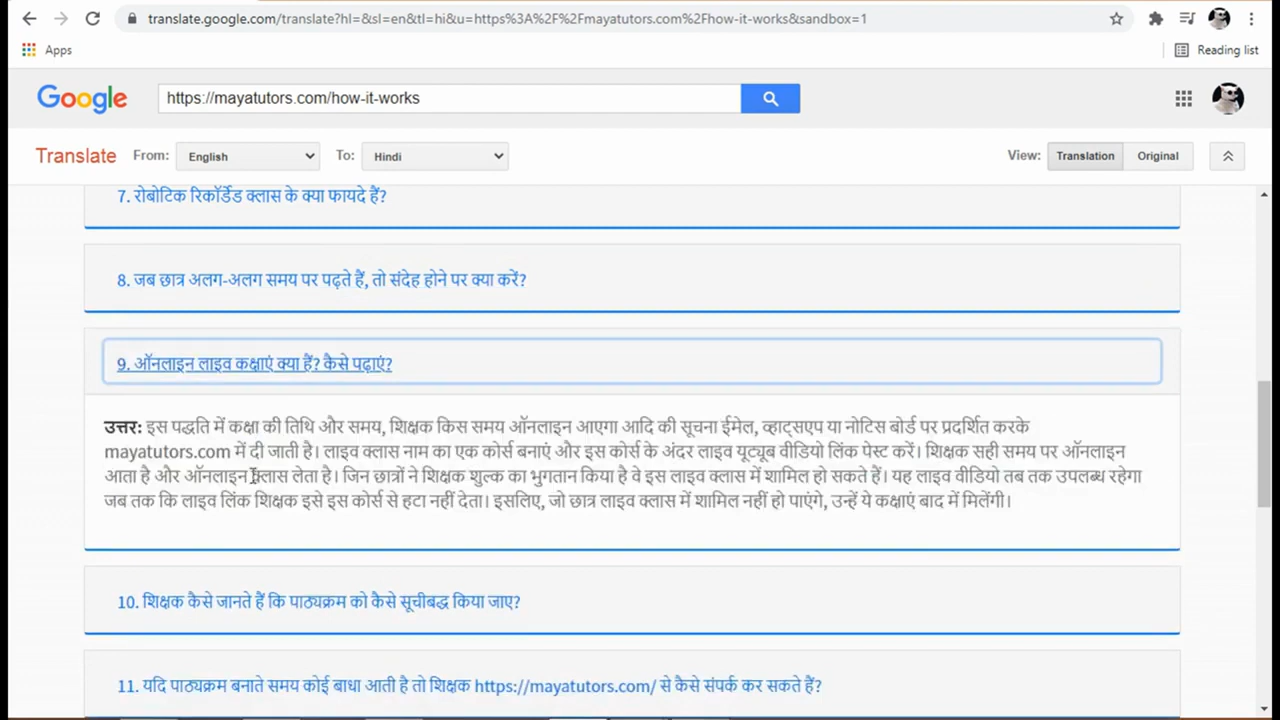 translate.google.com/translate?hl=&sl=en&tl=hi&u=https%3A%2F%2Fmayatutors.com%2Fhow-it-works&sandbox=1
Apps
Reading list
Google
https://mayatutors.com/how-it-works
Translate From: English To: Hindi View: Translation Original
7. रोबोटिक रिकॉर्डेड क्लास के क्या फायदे हैं?
8. जब छात्र अलग-अलग समय पर पढ़ते हैं, तो संदेह होने पर क्या करें?
9. ऑनलाइन लाइव कक्षाएं क्या हैं? कैसे पढ़ाएं?
उत्तर: इस पद्धति में कक्षा की तिथि और समय, शिक्षक किस समय ऑनलाइन आएगा आदि की सूचना ईमेल, व्हाट्सएप या नोटिस बोर्ड पर प्रदर्शित करके
mayatutors.com में दी जाती है। लाइव क्लास नाम का एक कोर्स बनाएं और इस कोर्स के अंदर लाइव यूट्यूब वीडियो लिंक पेस्ट करें। शिक्षक सही समय पर ऑनलाइन
आता है और ऑनलाइन क्लास लेता है। जिन छात्रों ने शिक्षक शुल्क का भुगतान किया है वे इस लाइव क्लास में शामिल हो सकते हैं। यह लाइव वीडियो तब तक उपलब्ध रहेगा
जब तक कि लाइव लिंक शिक्षक इसे इस कोर्स से हटा नहीं देता। इसलिए, जो छात्र लाइव क्लास में शामिल नहीं हो पाएंगे, उन्हें ये कक्षाएं बाद में मिलेंगी।
10. शिक्षक कैसे जानते हैं कि पाठ्यक्रम को कैसे सूचीबद्ध किया जाए?
11. यदि पाठ्यक्रम बनाते समय कोई बाधा आती है तो शिक्षक https://mayatutors.com/ से कैसे संपर्क कर सकते हैं?